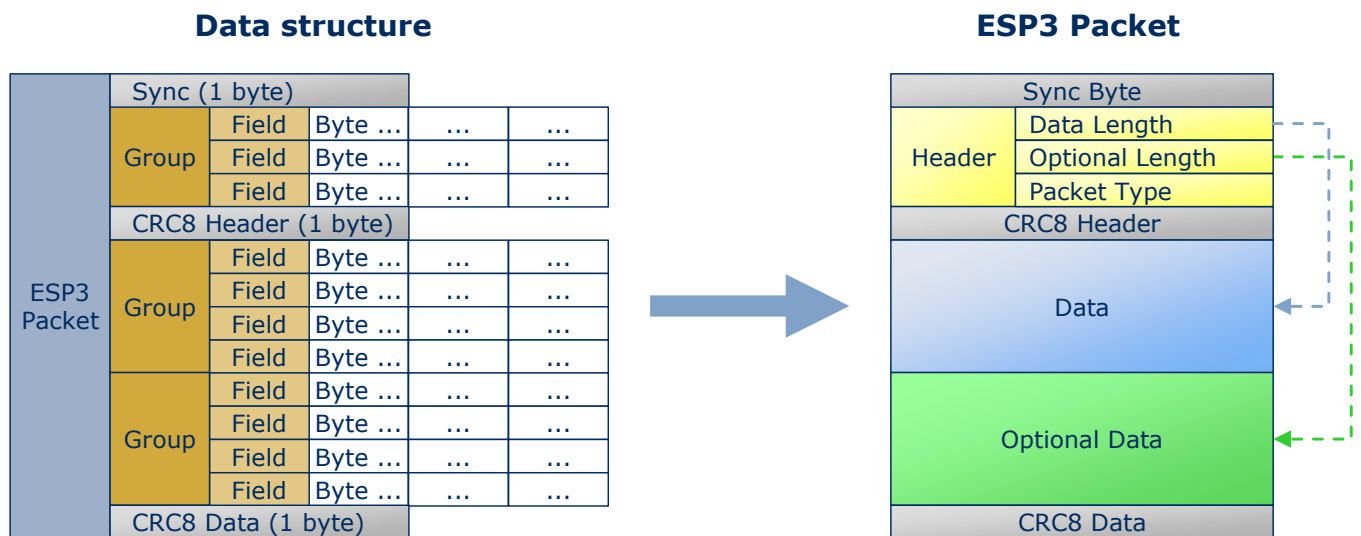 Data structure
ESP3 Packet
ESP3
Packet
Sync (1 byte)
Group
Field Byte ... ... ...
Field Byte ... ... ...
Field Byte ... ... ...
CRC8 Header (1 byte)
Group
Field Byte ... ... ...
Field Byte ... ... ...
Field Byte ... ... ...
Field Byte ... ... ...
Group
Field Byte ... ... ...
Field Byte ... ... ...
Field Byte ... ... ...
Field Byte ... ... ...
CRC8 Data (1 byte)
Sync Byte
Header
Data Length
Optional Length
Packet Type
CRC8 Header
Data
Optional Data
CRC8 Data